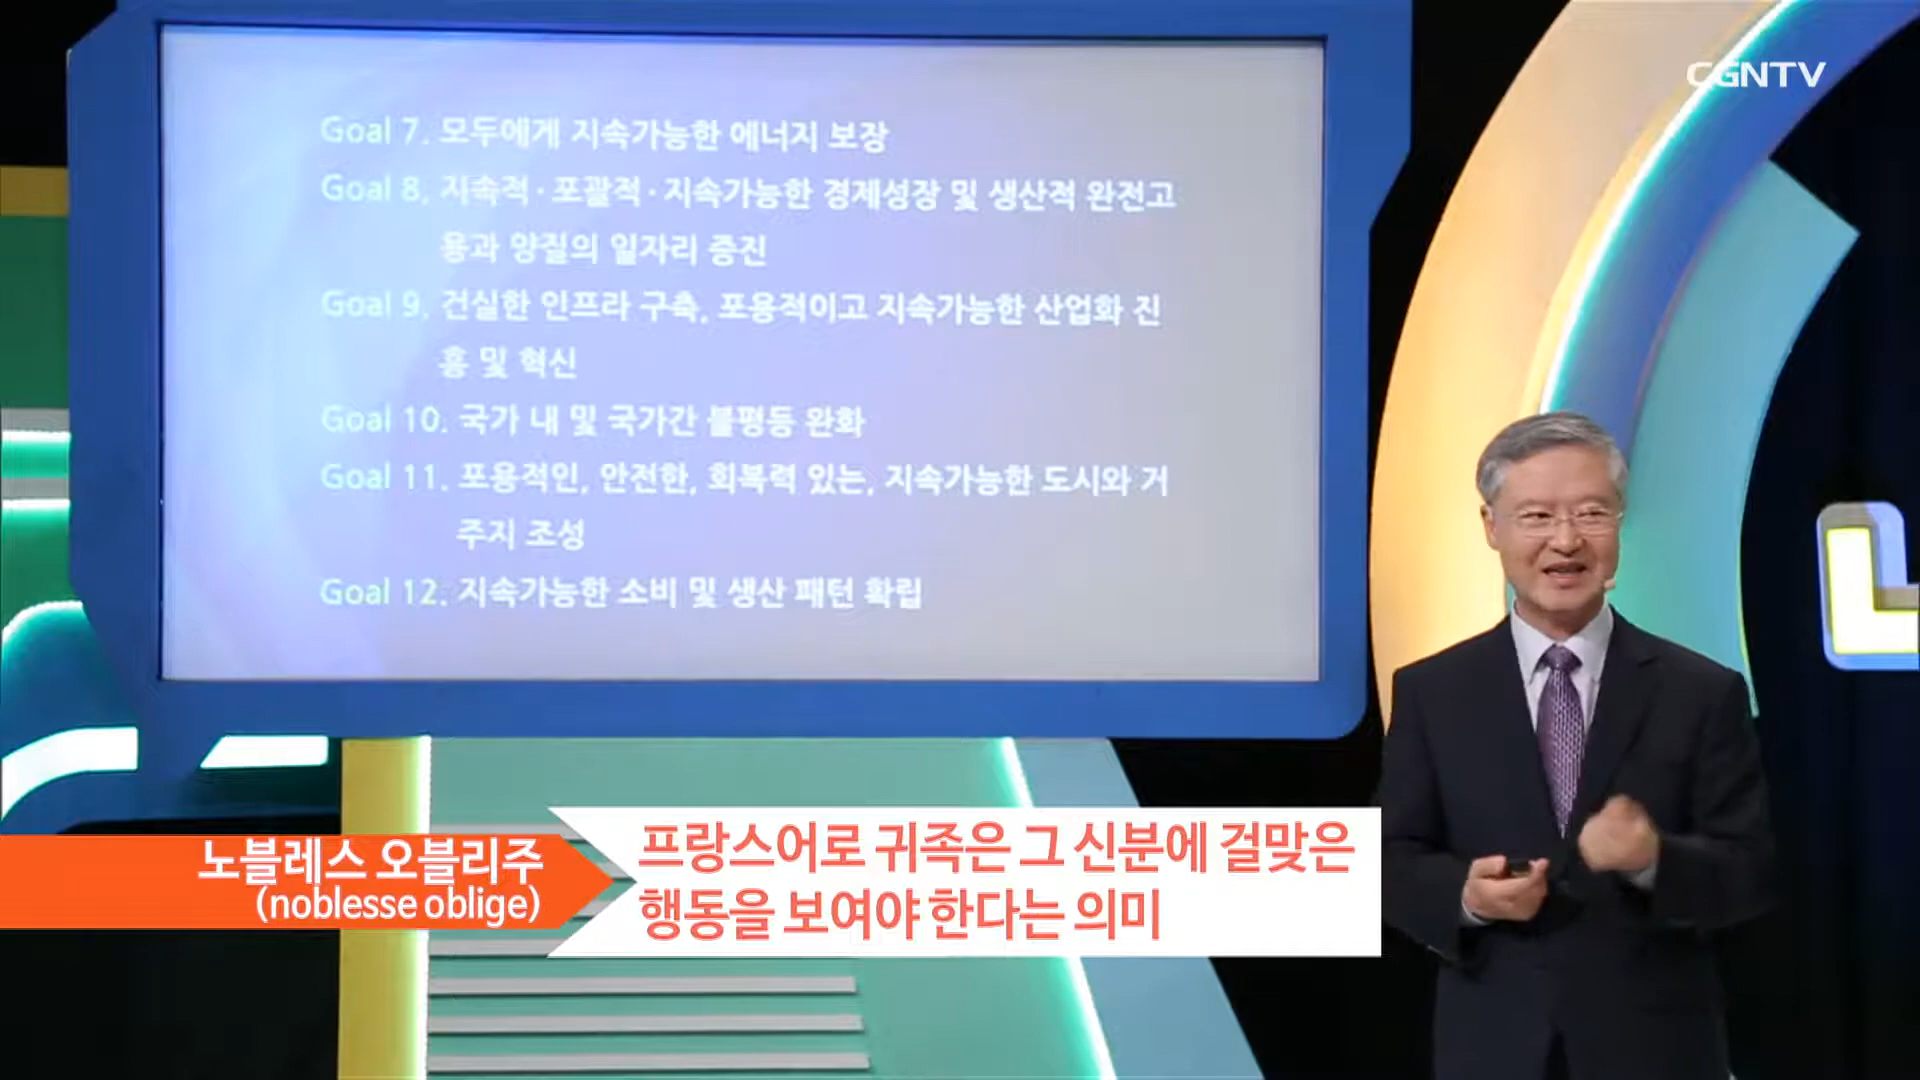 CGNTV
Goal 7. 모두에게 지속가능한 에너지 보장
Goal 8. 지속적·포괄적·지속가능한 경제성장 및 생산적 완전고
용과 양질의 일자리 증진
Goal 9. 건실한 인프라 구축, 포용적이고 지속가능한 산업화 진
흥 및 혁신
Goal 10. 국가 내 및 국가간 불평등 완화
Goal 11. 포용적인, 안전한, 회복력 있는, 지속가능한 도시와 거
주지 조성
Goal 12. 지속가능한 소비 및 생산 패턴 확립
노블레스 오블리주
(noblesse oblige)
프랑스어로 귀족은 그 신분에 걸맞은
행동을 보여야 한다는 의미